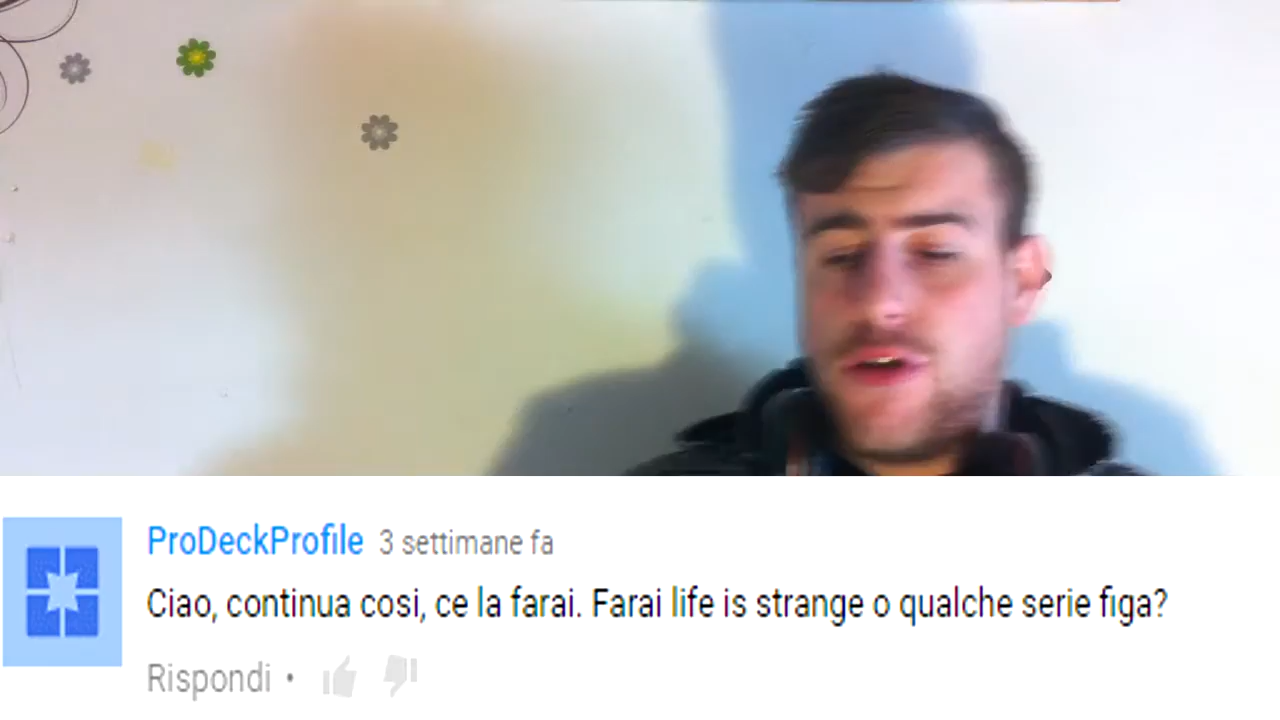 ProDeckProfile 3 settimane fa
Ciao, continua cosi, ce la farai. Farai life is strange o qualche serie figa?
Rispondi •